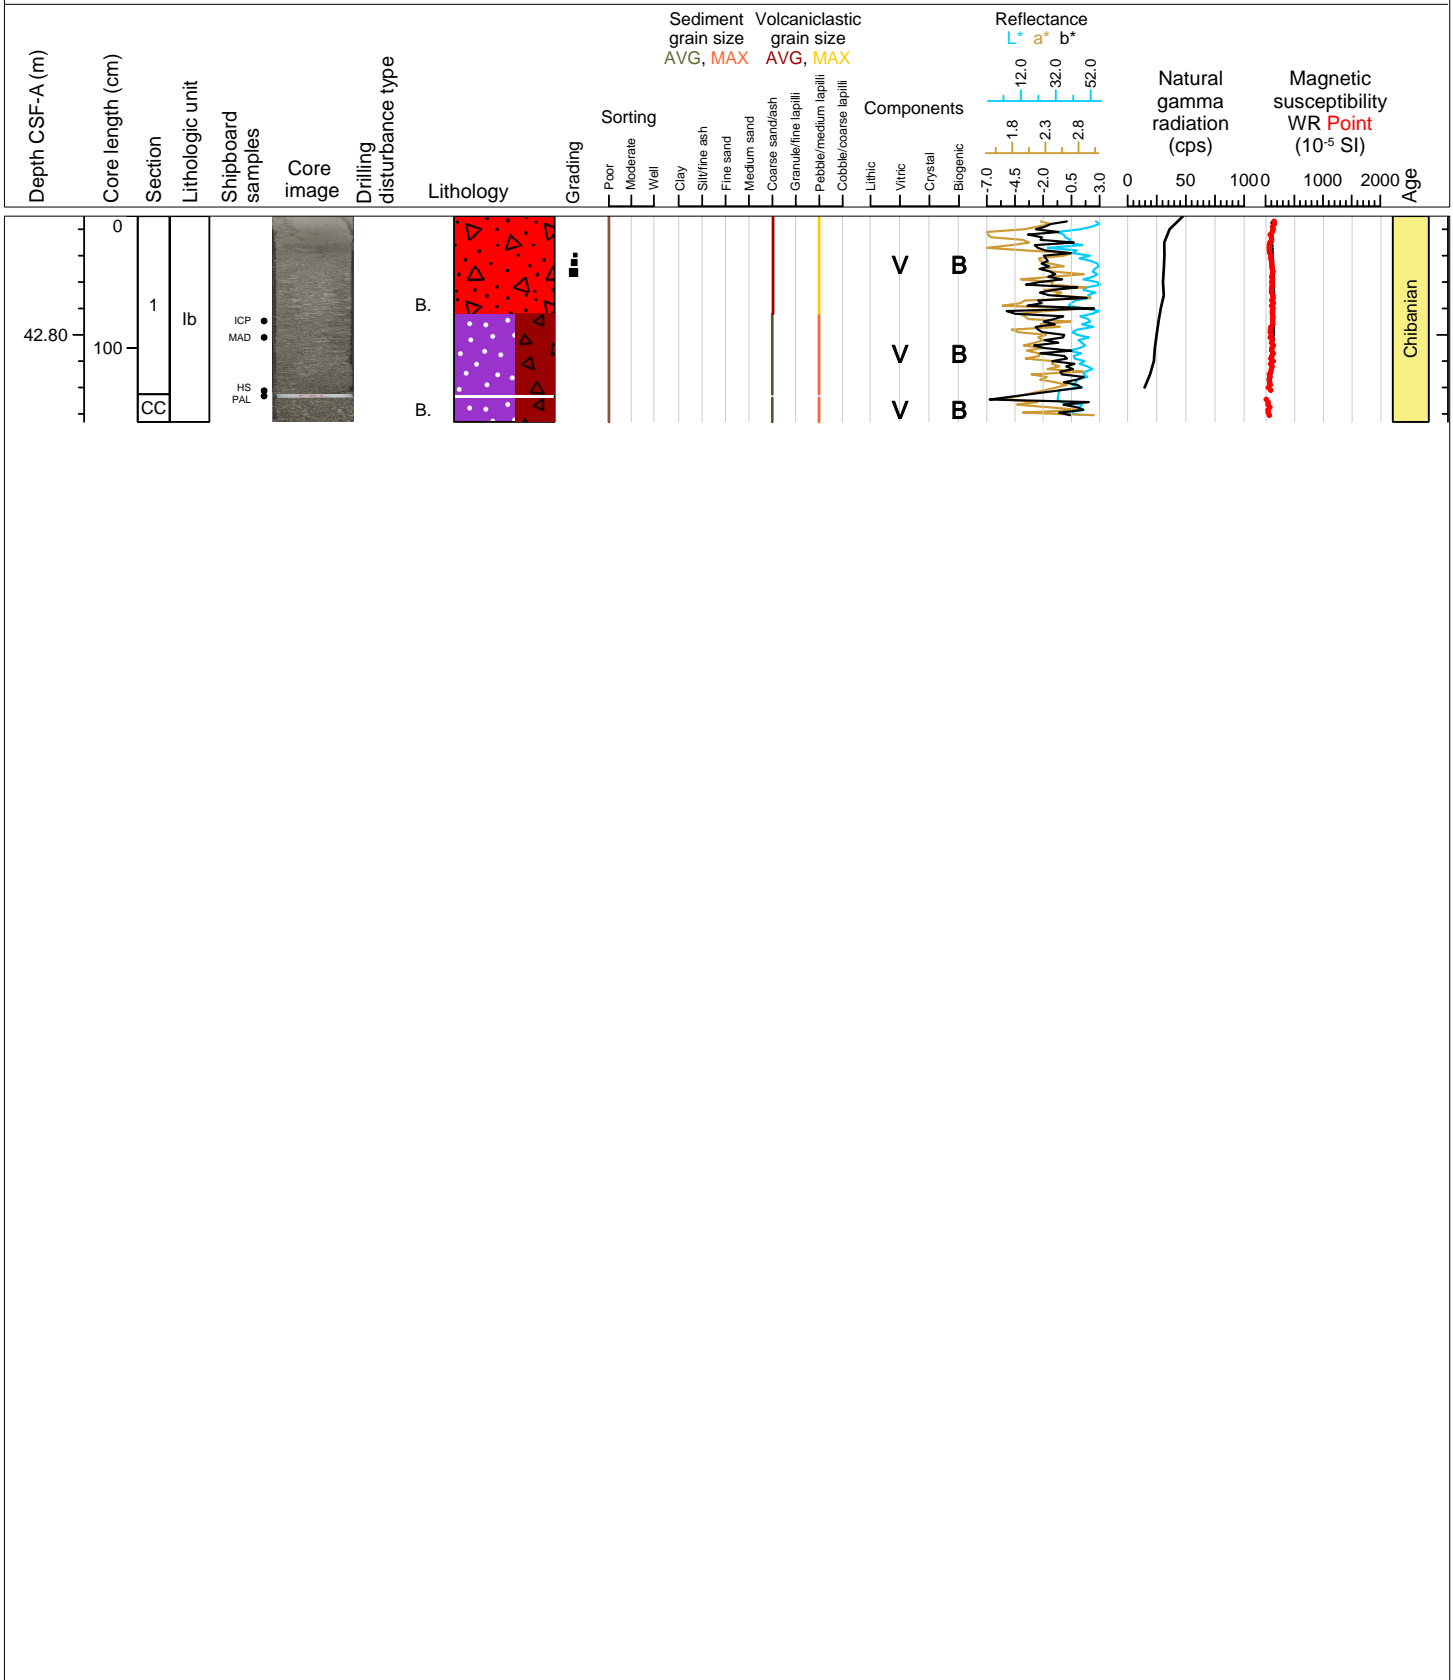 Depth CSF-A (m)
Core length (cm)
Section
Lithologic unit
Shipboard
samples
Core
image
Drilling
disturbance type
Lithology
Grading
Sorting
Poor
Moderate
Well
Sediment
grain size
AVG, MAX
Volcaniclastic
grain size
AVG, MAX
Clay
Silt/fine ash
Fine sand
Medium sand
Coarse sand/ash
Granule/fine lapilli
Pebble/medium lapilli
Cobble/coarse lapilli
Components
Lithic
Vitric
Crystal
Biogenic
Reflectance
L* a* b*
12.0 32.0 52.0
1.8 2.3 2.8
-7.0 -4.5 -2.0 0.5 3.0
Natural
gamma
radiation
(cps)
0 50 100
Magnetic
susceptibility
WR Point
(10⁻⁵ SI)
0 1000 2000
Age
0
1
Ib
V B
B.
ICP
42.80
MAD
100
V B
HS
PAL
CC
B.
V B
Chibanian